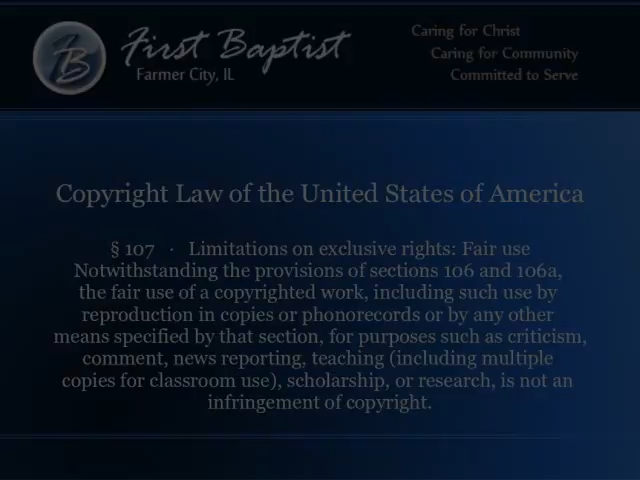 First Baptist
Farmer City, IL
Caring for Christ
Caring for Community
Committed to Serve
Copyright Law of the United States of America
§ 107 · Limitations on exclusive rights: Fair use
Notwithstanding the provisions of sections 106 and 106a,
the fair use of a copyrighted work, including such use by
reproduction in copies or phonorecords or by any other
means specified by that section, for purposes such as criticism,
comment, news reporting, teaching (including multiple
copies for classroom use), scholarship, or research, is not an
infringement of copyright.